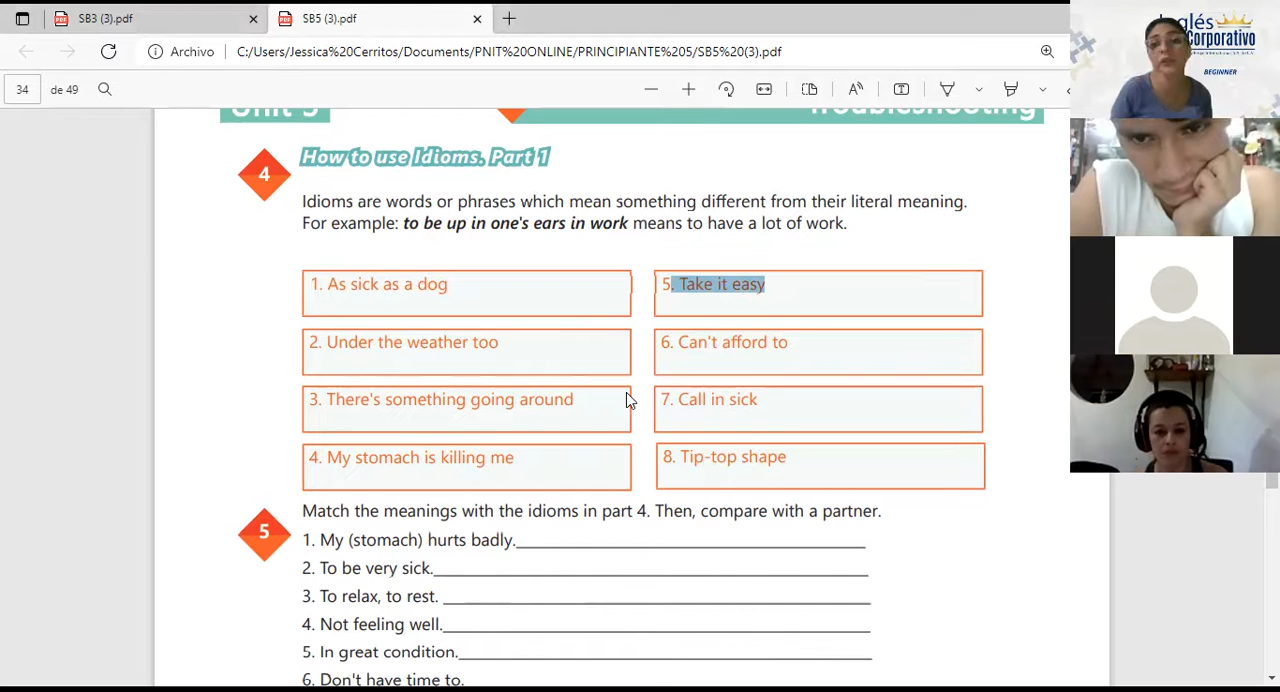 SB3 (3).pdf
SB5 (3).pdf
Archivo
C:/Users/Jessica%20Cerritos/Documents/PNIT%20ONLINE/PRINCIPIANTE%205/SB5%20(3).pdf
34 de 49
Unit 5 Troubleshooting
4 How to use Idioms. Part 1
Idioms are words or phrases which mean something different from their literal meaning.
For example: to be up in one's ears in work means to have a lot of work.
1. As sick as a dog
2. Under the weather too
3. There's something going around
4. My stomach is killing me
5. Take it easy
6. Can't afford to
7. Call in sick
8. Tip-top shape
5 Match the meanings with the idioms in part 4. Then, compare with a partner.
1. My (stomach) hurts badly.
2. To be very sick.
3. To relax, to rest.
4. Not feeling well.
5. In great condition.
6. Don't have time to.
Inglés
Corporativo
BEGINNER